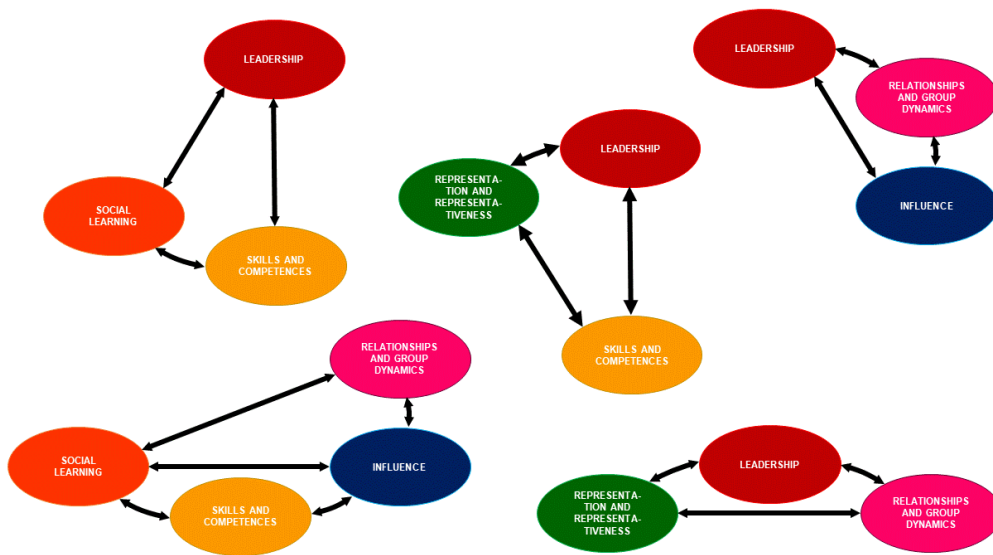 LEADERSHIP
SOCIAL
LEARNING
SKILLS AND
COMPETENCES
REPRESENTA-
TION AND
REPRESENTA-
TIVENESS
LEADERSHIP
SKILLS AND
COMPETENCES
LEADERSHIP
RELATIONSHIPS
AND GROUP
DYNAMICS
INFLUENCE
RELATIONSHIPS
AND GROUP
DYNAMICS
SOCIAL
LEARNING
INFLUENCE
SKILLS AND
COMPETENCES
LEADERSHIP
REPRESENTA-
TION AND
REPRESENTA-
TIVENESS
RELATIONSHIPS
AND GROUP
DYNAMICS